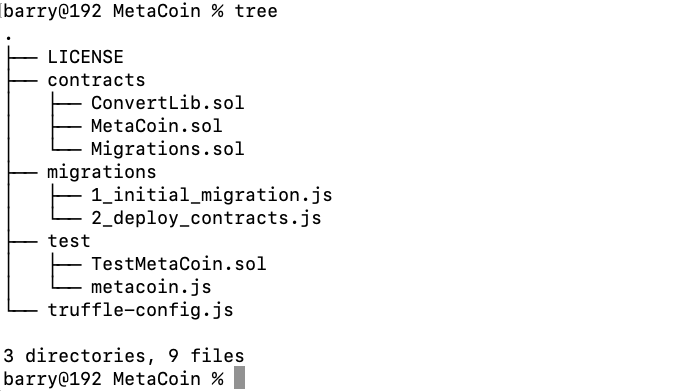 barry@192 MetaCoin % tree
.
├── LICENSE
├── contracts
│   ├── ConvertLib.sol
│   ├── MetaCoin.sol
│   └── Migrations.sol
├── migrations
│   ├── 1_initial_migration.js
│   └── 2_deploy_contracts.js
├── test
│   ├── TestMetaCoin.sol
│   └── metacoin.js
└── truffle-config.js

3 directories, 9 files
barry@192 MetaCoin %